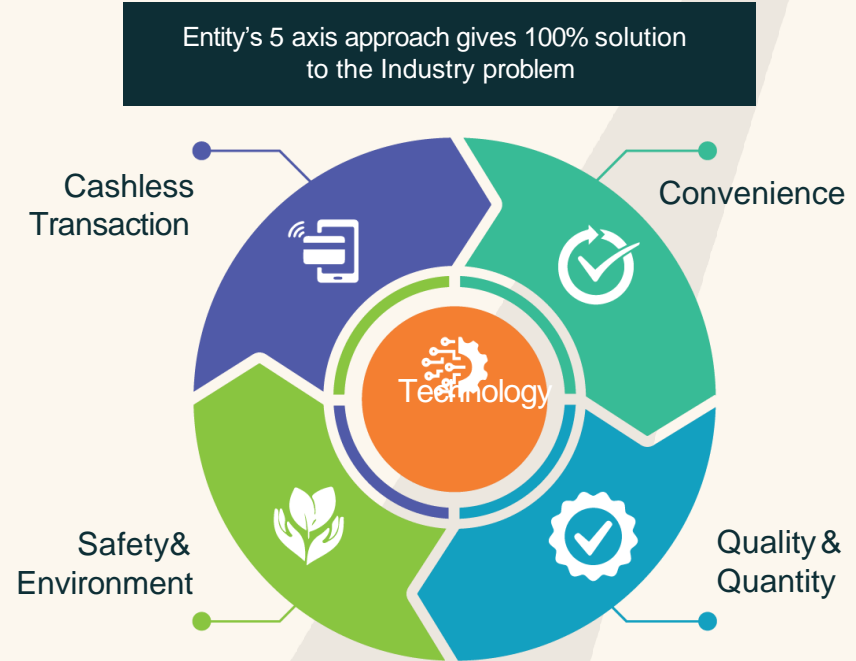 Entity's 5 axis approach gives 100% solution
to the Industry problem
Cashless
Transaction
Convenience
Technology
Safety&
Environment
Quality &
Quantity